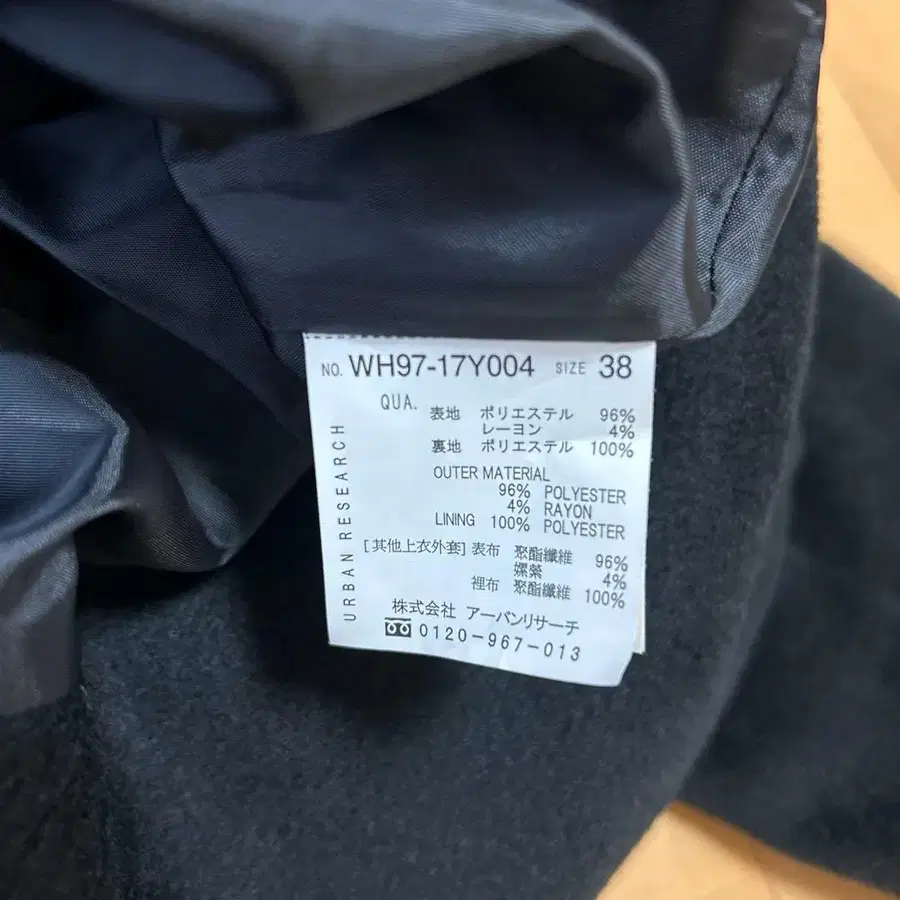 NO. WH97-17Y004 SIZE 38
QUA.
表地 ポリエステル 96%
レーヨン 4%
裏地 ポリエステル 100%
OUTER MATERIAL
96% POLYESTER
4% RAYON
LINING 100% POLYESTER
[其他上衣外套] 表布 聚酯纖維 96%
嫘縈 4%
裡布 聚酯纖維 100%
株式会社 アーバンリサーチ
0120-967-013
URBAN RESEARCH